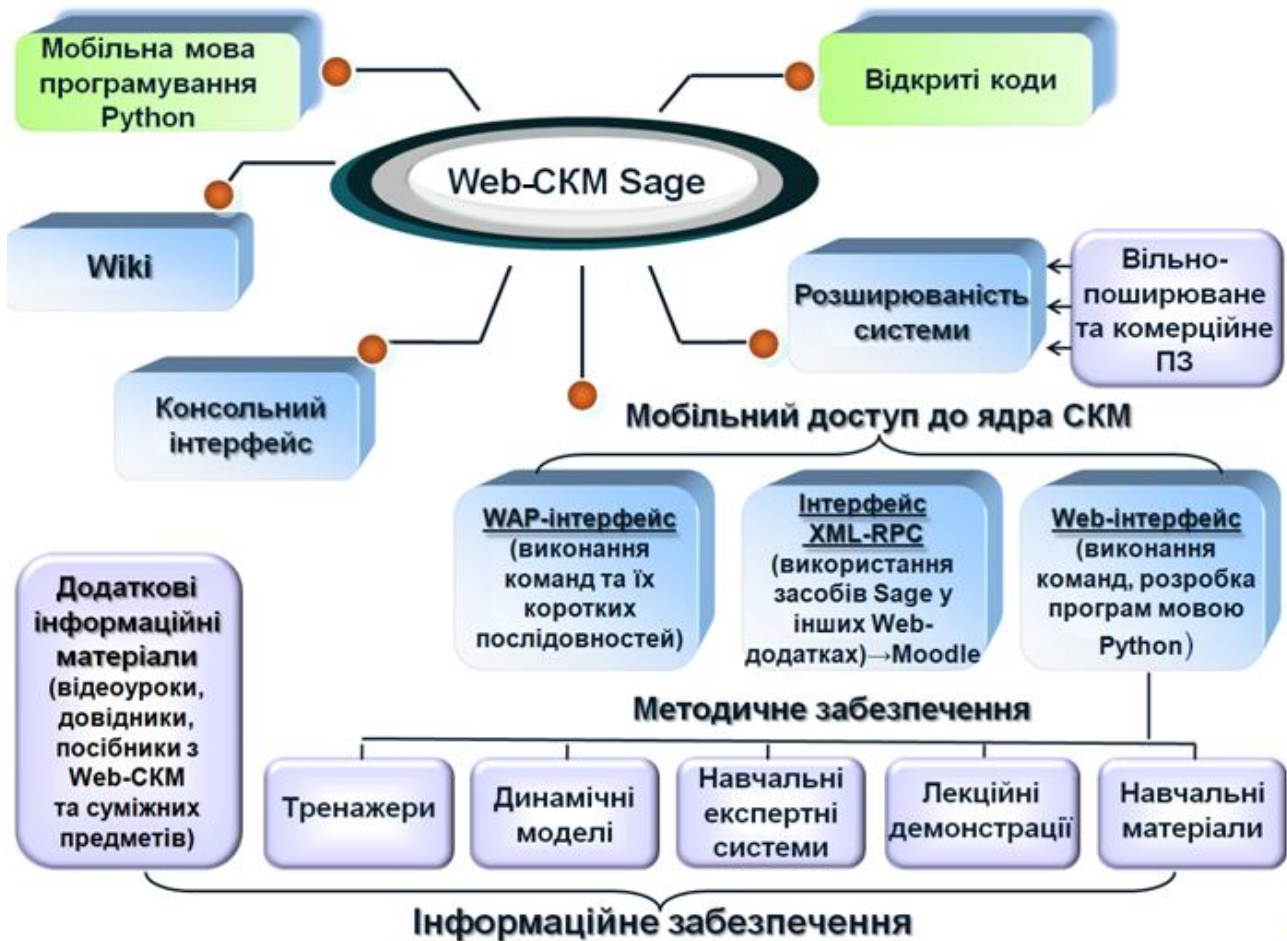 Мобільна мова
програмування
Python
Відкриті коди
Web-СКМ Sage
Wiki
Розширюваність
системи
Вільно-
поширюване
та комерційне
ПЗ
Консольний
інтерфейс
Мобільний доступ до ядра СКМ
WAP-інтерфейс
(виконання
команд та їх
коротких
послідовностей)
Інтерфейс
XML-RPC
(використання
засобів Sage у
інших Web-
додатках)→Moodle
Web-інтерфейс
(виконання
команд, розробка
програм мовою
Python)
Додаткові
інформаційні
матеріали
(відеоуроки,
довідники,
посібники з
Web-СКМ
та суміжних
предметів)
Методичне забезпечення
Тренажери
Динамічні
моделі
Навчальні
експертні
системи
Лекційні
демонстрації
Навчальні
матеріали
Інформаційне забезпечення